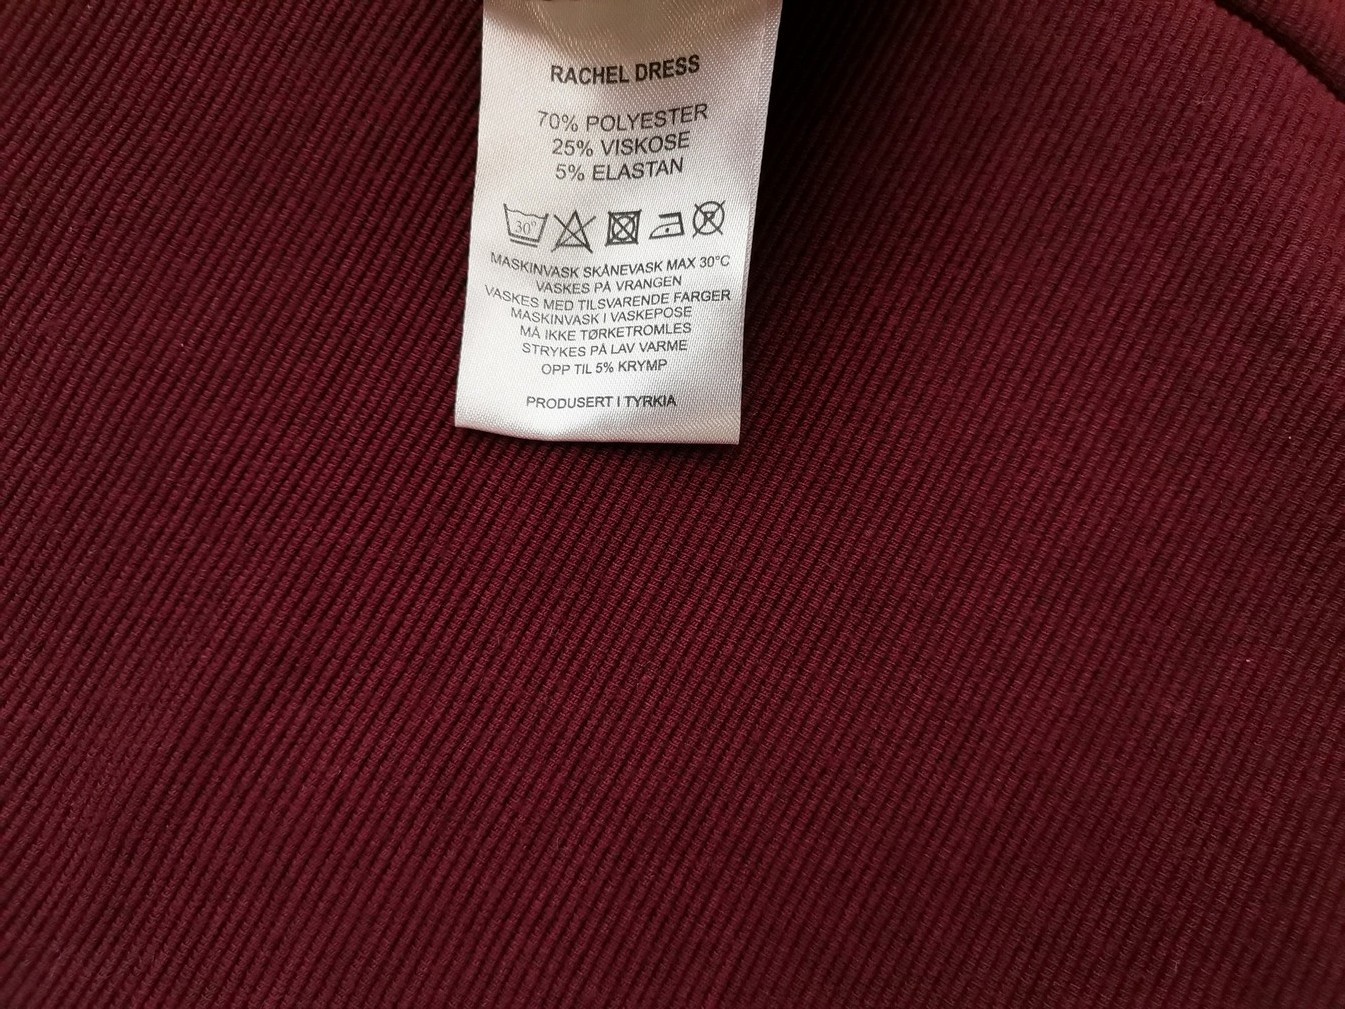 RACHEL DRESS
70% POLYESTER
25% VISKOSE
5% ELASTAN
30°
MASKINVASK SKÅNEVASK MAX 30°C
VASKES PÅ VRANGEN
VASKES MED TILSVARENDE FARGER
MASKINVASK I VASKEPOSE
MÅ IKKE TØRKETROMLES
STRYKES PÅ LAV VARME
OPP TIL 5% KRYMP
PRODUSERT I TYRKIA